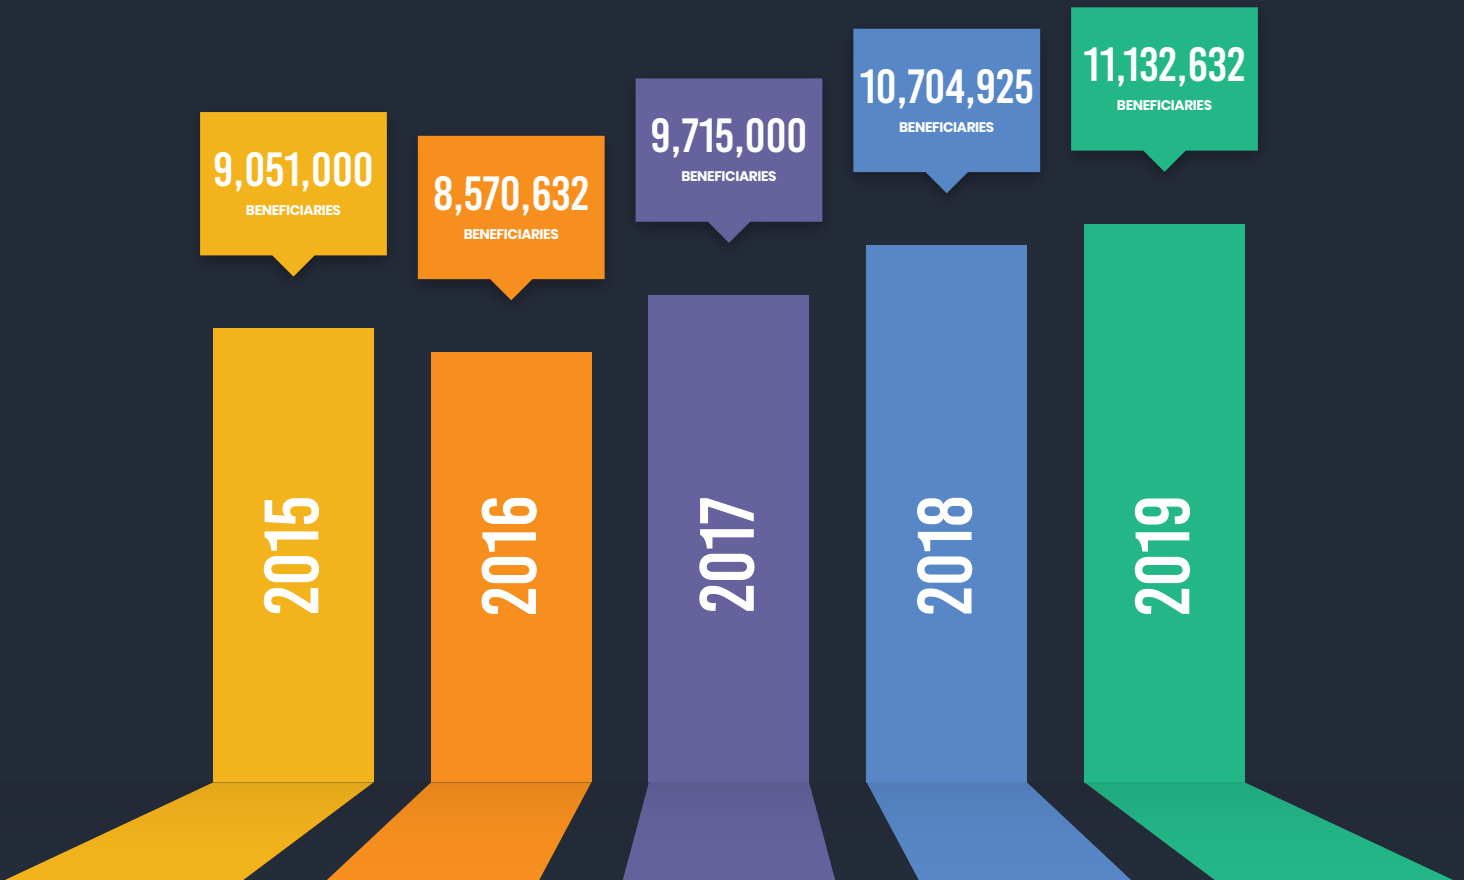 9,051,000
BENEFICIARIES
8,570,632
BENEFICIARIES
9,715,000
BENEFICIARIES
10,704,925
BENEFICIARIES
11,132,632
BENEFICIARIES
2015
2016
2017
2018
2019